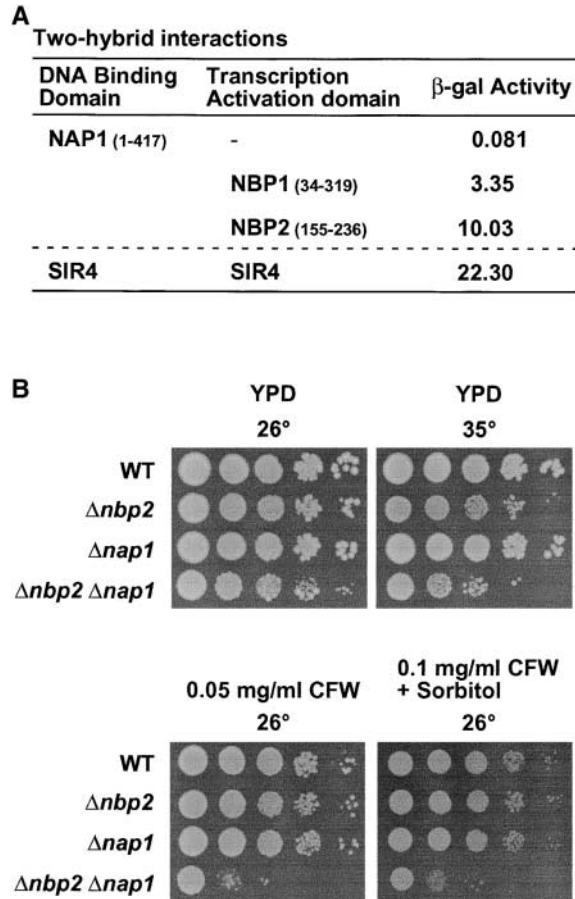 A
Two-hybrid interactions
DNA Binding Domain Transcription Activation domain β-gal Activity
NAP1 (1-417) - 0.081
NBP1 (34-319) 3.35
NBP2 (155-236) 10.03
SIR4 SIR4 22.30
B
YPD YPD
26° 35°
WT
Δnbp2
Δnap1
Δnbp2 Δnap1
0.05 mg/ml CFW 0.1 mg/ml CFW + Sorbitol
26° 26°
WT
Δnbp2
Δnap1
Δnbp2 Δnap1